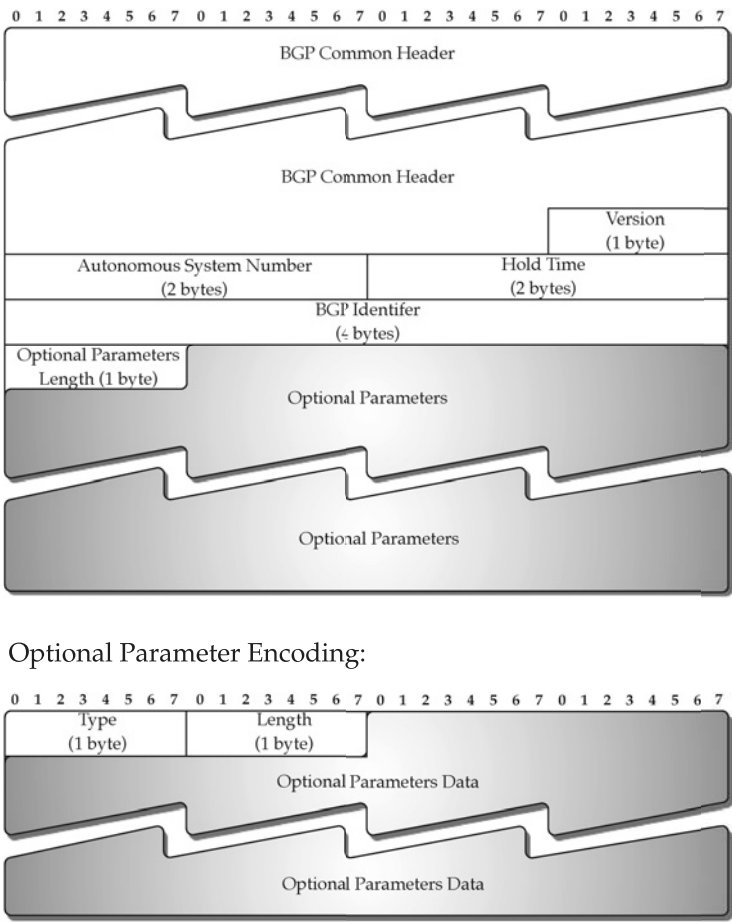 0 1 2 3 4 5 6 7 0 1 2 3 4 5 6 7 0 1 2 3 4 5 6 7 0 1 2 3 4 5 6 7
BGP Common Header
BGP Common Header
Version
(1 byte)
Autonomous System Number
(2 bytes)
Hold Time
(2 bytes)
BGP Identifer
(4 bytes)
Optional Parameters
Length (1 byte)
Optional Parameters
Optional Parameters
Optional Parameter Encoding:
0 1 2 3 4 5 6 7 0 1 2 3 4 5 6 7 0 1 2 3 4 5 6 7 0 1 2 3 4 5 6 7
Type
(1 byte)
Length
(1 byte)
Optional Parameters Data
Optional Parameters Data